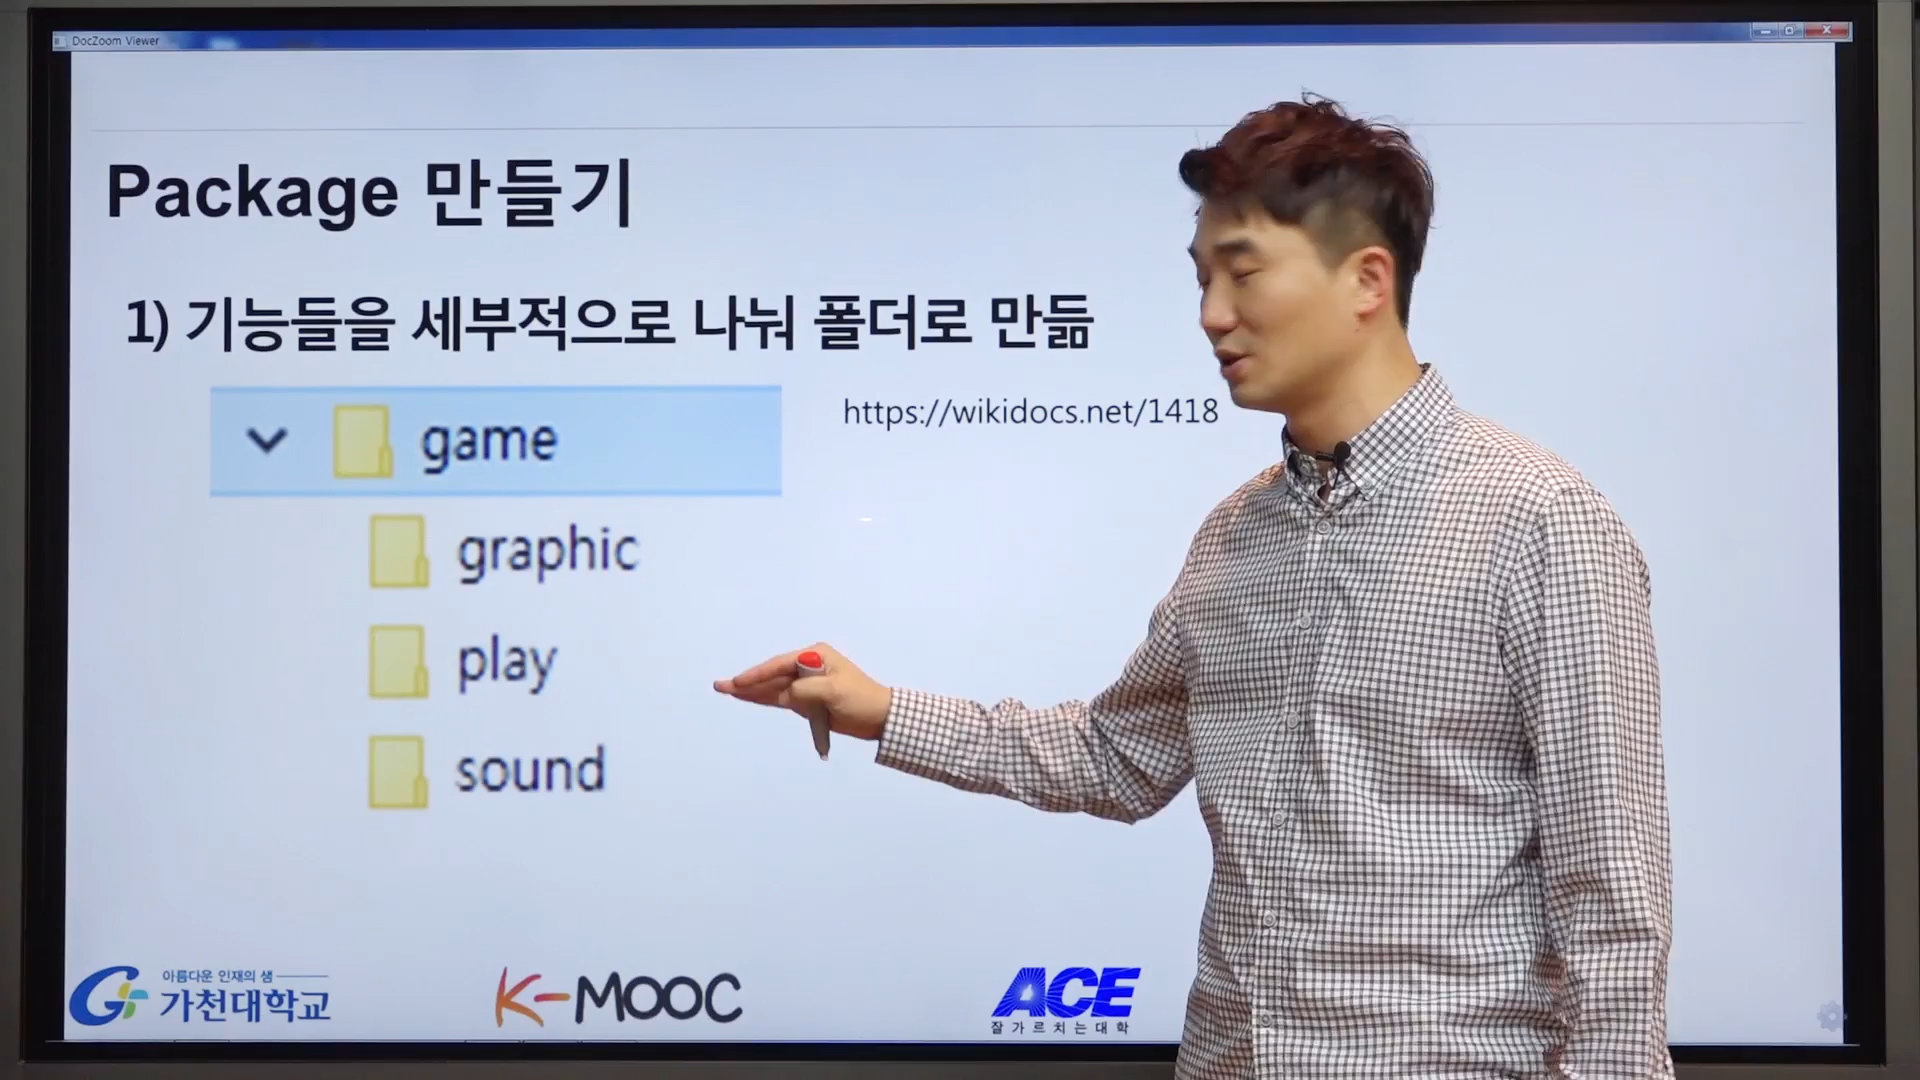 DocZoom Viewer
Package 만들기
1) 기능들을 세부적으로 나눠 폴더로 만듦
game
https://wikidocs.net/1418
graphic
play
sound
아름다운 인재의 샘
가천대학교
K-MOOC
ACE
잘 가르치는 대학